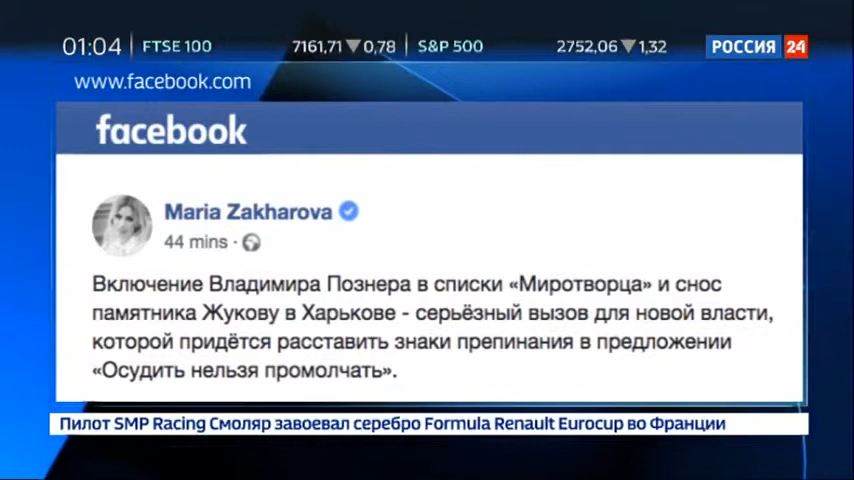 01:04 FTSE 100 7161,71▼0,78 S&P 500 2752,06▼1,32 РОССИЯ 24
www.facebook.com
facebook
Maria Zakharova
44 mins ·
Включение Владимира Познера в списки «Миротворца» и снос
памятника Жукову в Харькове - серьёзный вызов для новой власти,
которой придётся расставить знаки препинания в предложении
«Осудить нельзя промолчать».
Пилот SMP Racing Смоляр завоевал серебро Formula Renault Eurocup во Франции